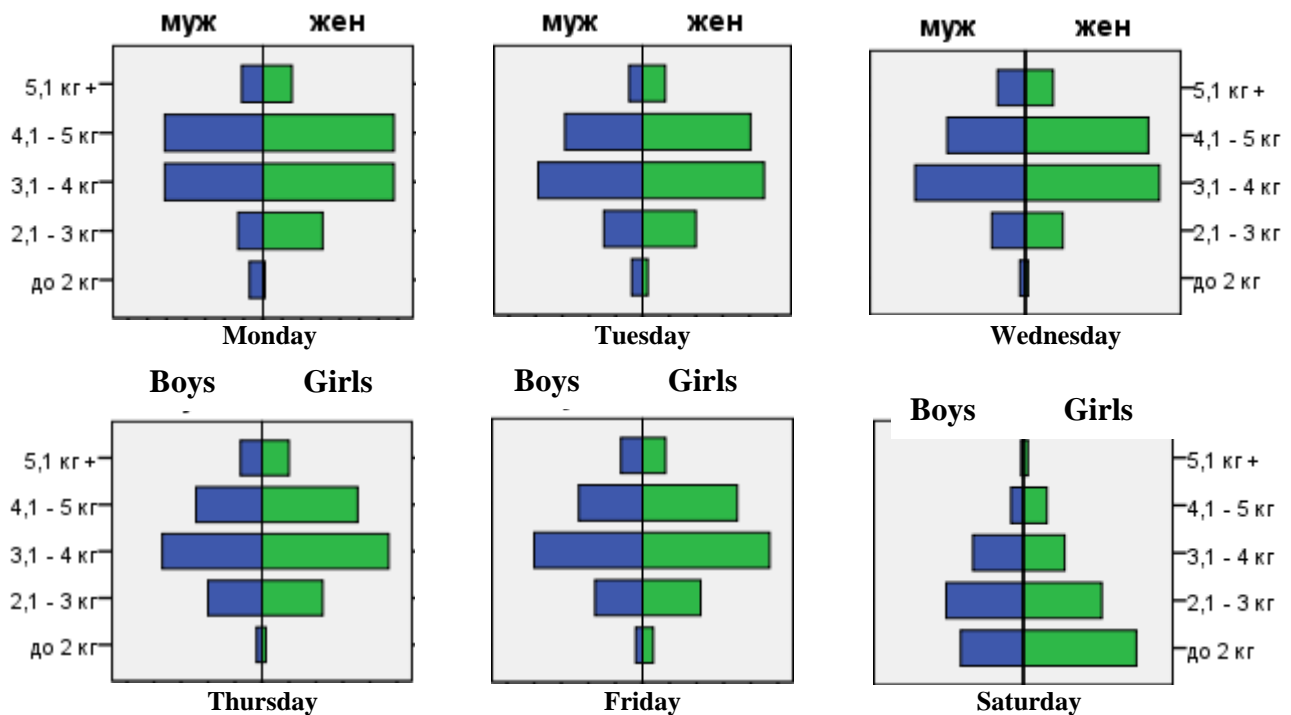 муж жен
муж жен
муж жен
5,1 кг +
4,1 - 5 кг
3,1 - 4 кг
2,1 - 3 кг
до 2 кг
5,1 кг +
4,1 - 5 кг
3,1 - 4 кг
2,1 - 3 кг
до 2 кг
Monday
Tuesday
Wednesday
Boys Girls
Boys Girls
Boys Girls
5,1 кг +
4,1 - 5 кг
3,1 - 4 кг
2,1 - 3 кг
до 2 кг
5,1 кг +
4,1 - 5 кг
3,1 - 4 кг
2,1 - 3 кг
до 2 кг
Thursday
Friday
Saturday